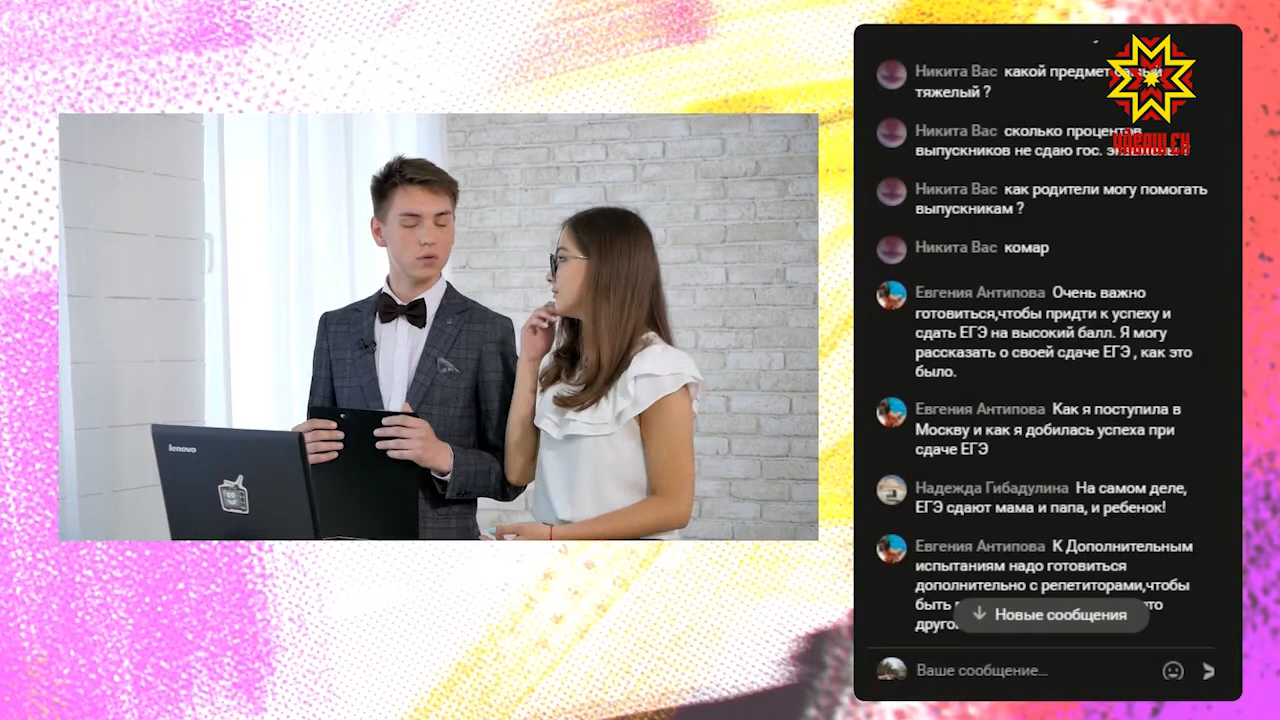 Никита Вас какой предмет самый
тяжелый ?
Никита Вас сколько процентов
выпускников не сдаю гос.
Никита Вас как родители могу помогать
выпускникам ?
Никита Вас комар
Евгения Антипова Очень важно
готовиться,чтобы придти к успеху и
сдать ЕГЭ на высокий балл. Я могу
рассказать о своей сдаче ЕГЭ , как это
было.
Евгения Антипова Как я поступила в
Москву и как я добилась успеха при
сдаче ЕГЭ
Надежда Гибадулина На самом деле,
ЕГЭ сдают мама и папа, и ребенок!
Евгения Антипова К Дополнительным
испытаниям надо готовиться
дополнительно с репетиторами,чтобы
быть
Новые сообщения
Ваше сообщение...
lenovo